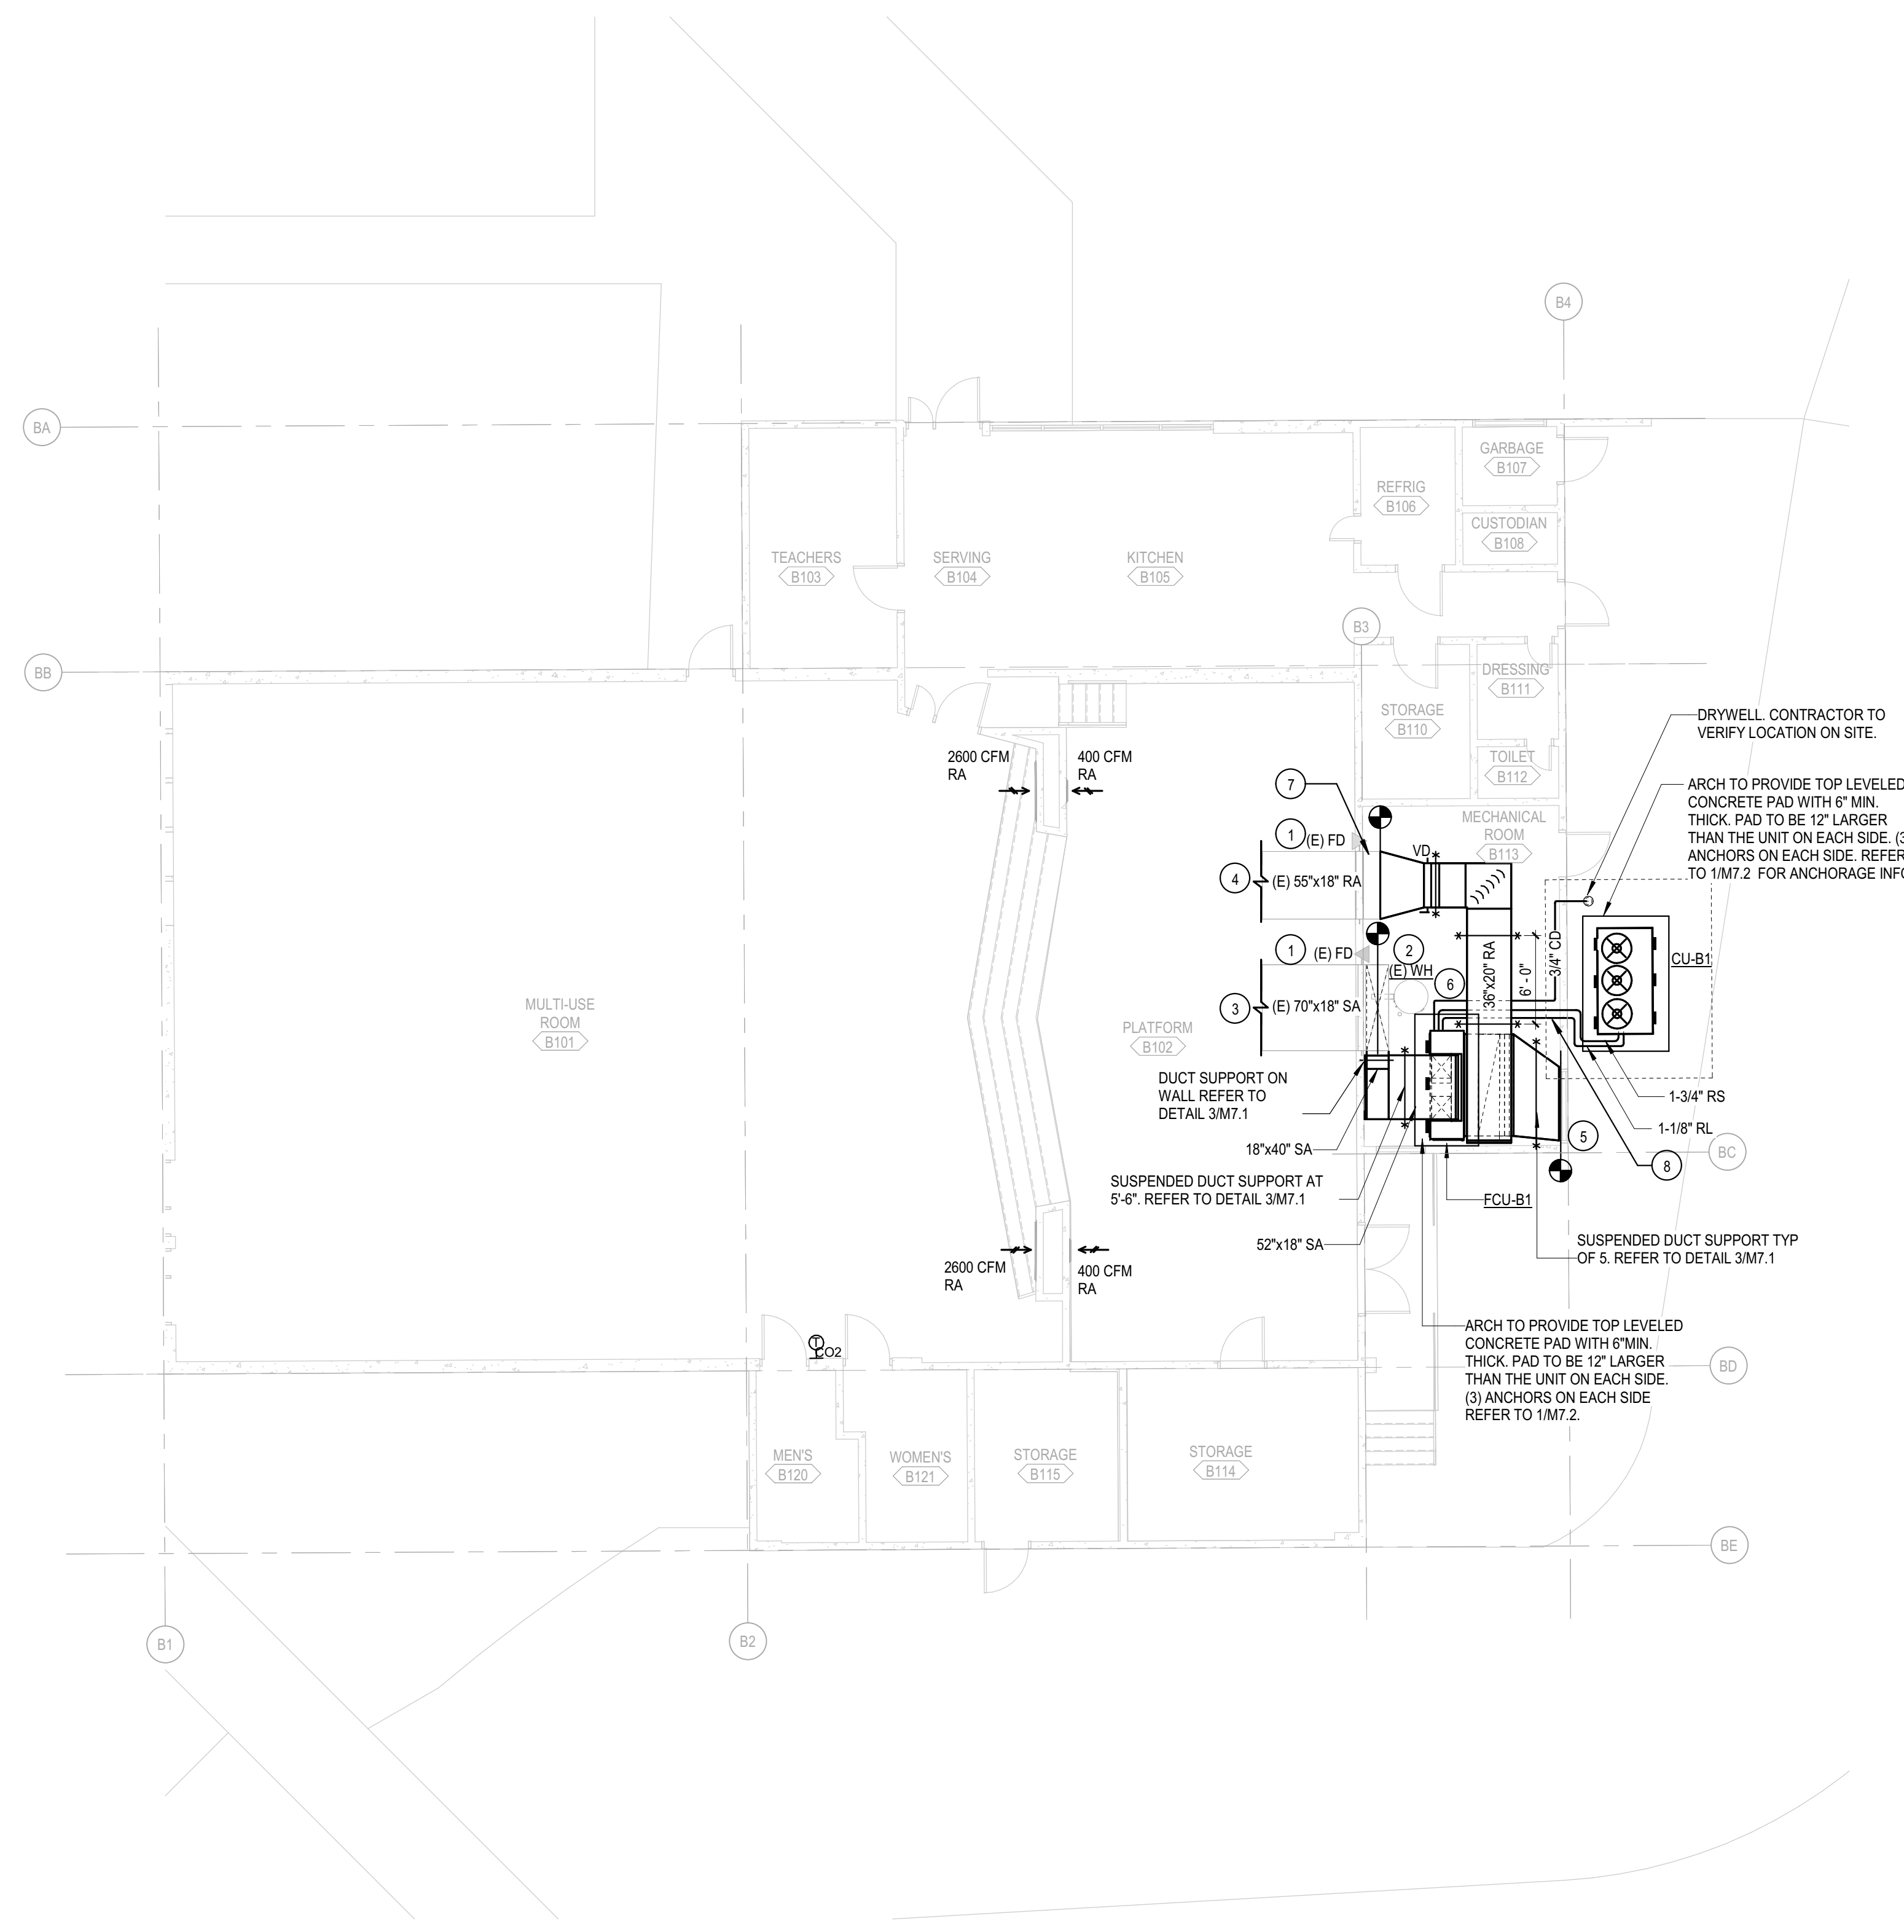 B4
BA
GARBAGE
B107
REFRIG
B106
CUSTODIAN
B108
TEACHERS
B103
SERVING
B104
KITCHEN
B105
B3
BB
DRESSING
B111
STORAGE
B110
TOILET
B112
DRYWELL. CONTRACTOR TO
VERIFY LOCATION ON SITE.
2600 CFM
RA
400 CFM
RA
7
ARCH TO PROVIDE TOP LEVELED
CONCRETE PAD WITH 6" MIN.
THICK. PAD TO BE 12" LARGER
THAN THE UNIT ON EACH SIDE. (3
ANCHORS ON EACH SIDE. REFER
TO 1/M7.2 FOR ANCHORAGE INFO
MECHANICAL
ROOM
B113
1
(E) FD
VD
4
(E) 55"x18" RA
1
(E) FD
2
(E) WH
6
36"x20" RA
6' - 0"
3/4" CD
CU-B1
3
(E) 70"x18" SA
MULTI-USE
ROOM
B101
PLATFORM
B102
DUCT SUPPORT ON
WALL REFER TO
DETAIL 3/M7.1
1-3/4" RS
1-1/8" RL
5
8
BC
18"x40" SA
SUSPENDED DUCT SUPPORT AT
5'-6". REFER TO DETAIL 3/M7.1
FCU-B1
52"x18" SA
SUSPENDED DUCT SUPPORT TYP
OF 5. REFER TO DETAIL 3/M7.1
2600 CFM
RA
400 CFM
RA
ARCH TO PROVIDE TOP LEVELED
CONCRETE PAD WITH 6"MIN.
THICK. PAD TO BE 12" LARGER
THAN THE UNIT ON EACH SIDE.
(3) ANCHORS ON EACH SIDE
REFER TO 1/M7.2.
T
CO2
BD
MEN'S
B120
WOMEN'S
B121
STORAGE
B115
STORAGE
B114
BE
B1
B2